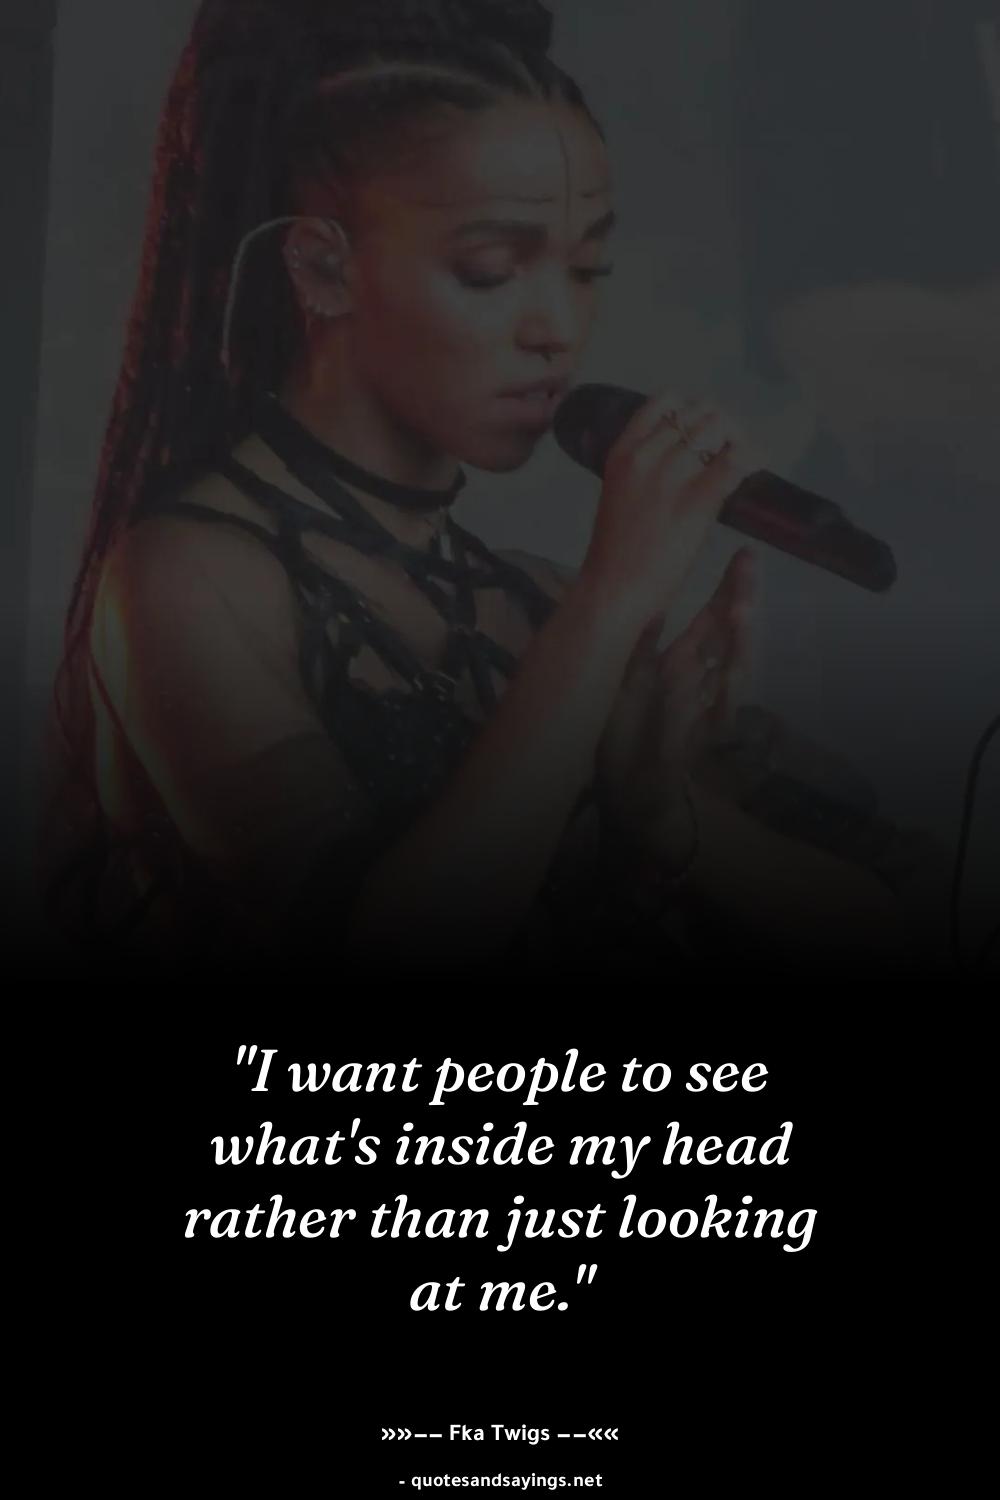 "I want people to see
what's inside my head
rather than just looking
at me."
»»−− Fka Twigs −−««
- quotesandsayings.net